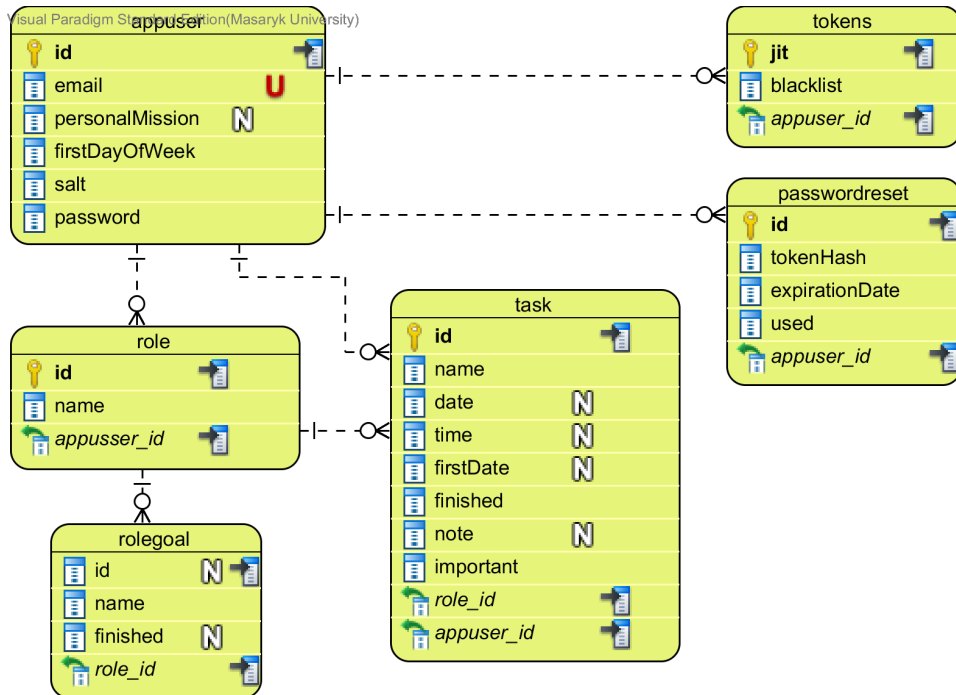 Visual Paradigm Standard Edition(Masaryk University)
appuser
id
email
U
personalMission
N
firstDayOfWeek
salt
password
tokens
jit
blacklist
appuser_id
passwordreset
id
tokenHash
expirationDate
used
appuser_id
role
id
name
appusser_id
task
id
name
date
N
time
N
firstDate
N
finished
note
N
important
role_id
appuser_id
rolegoal
id
N
name
finished
N
role_id